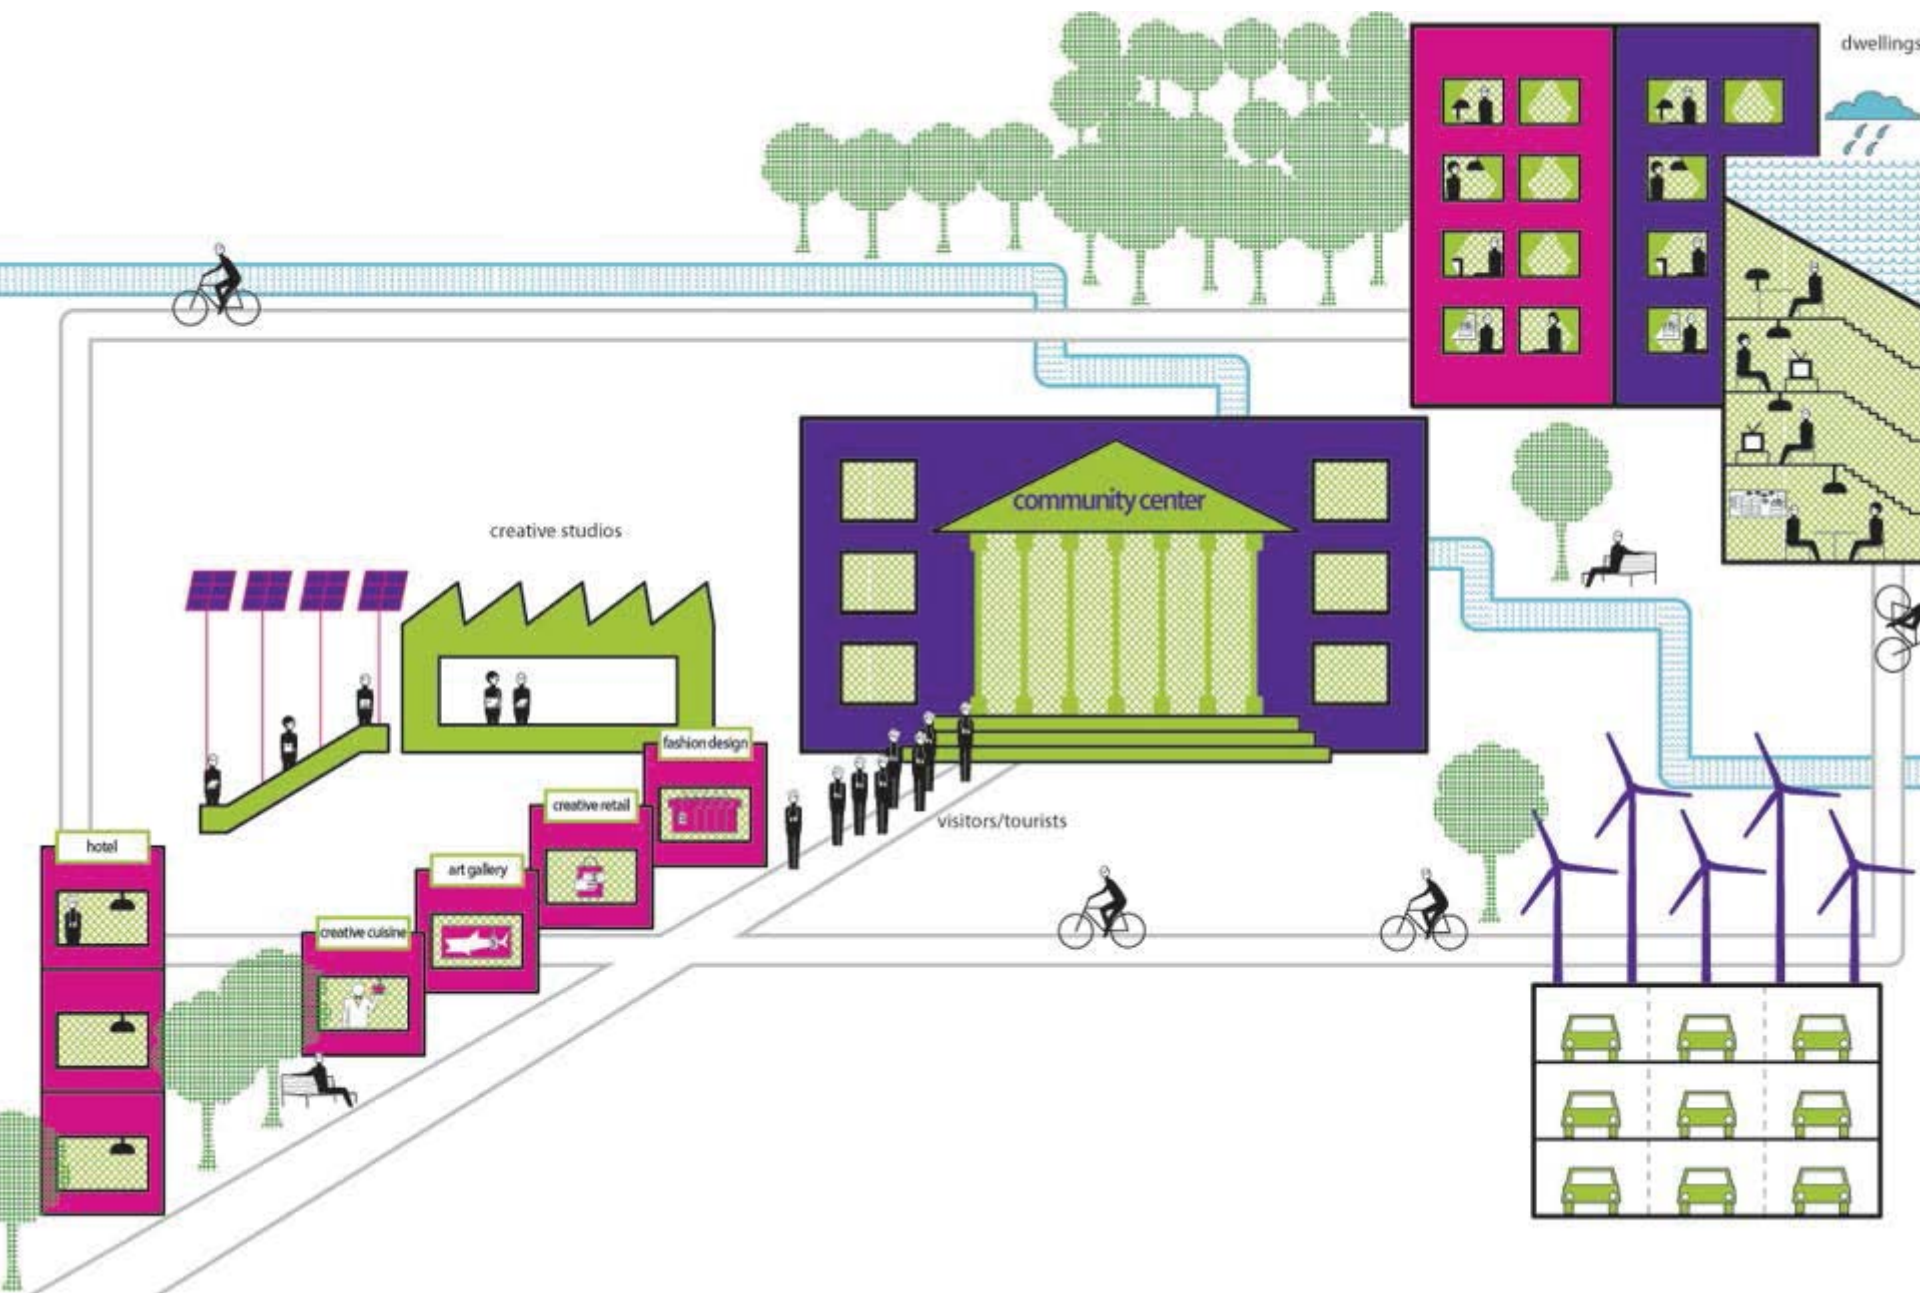 dwellings
community center
creative studios
fashion design
creative retail
visitors/tourists
hotel
art gallery
creative cuisine